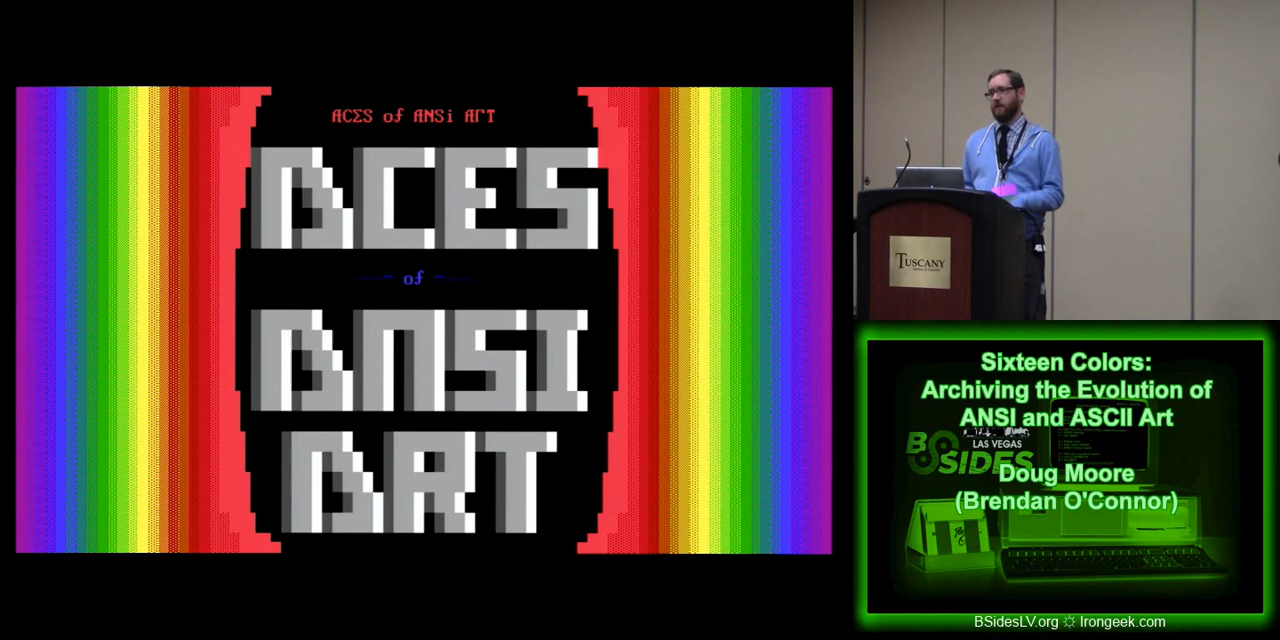 ACES of ANSi ART
ACES
of
ANSI
ART
TUSCANY
Sixteen Colors:
Archiving the Evolution of
ANSI and ASCII Art
BSIDES
LAS VEGAS
Doug Moore
(Brendan O'Connor)
BSidesLV.org ☼ Irongeek.com